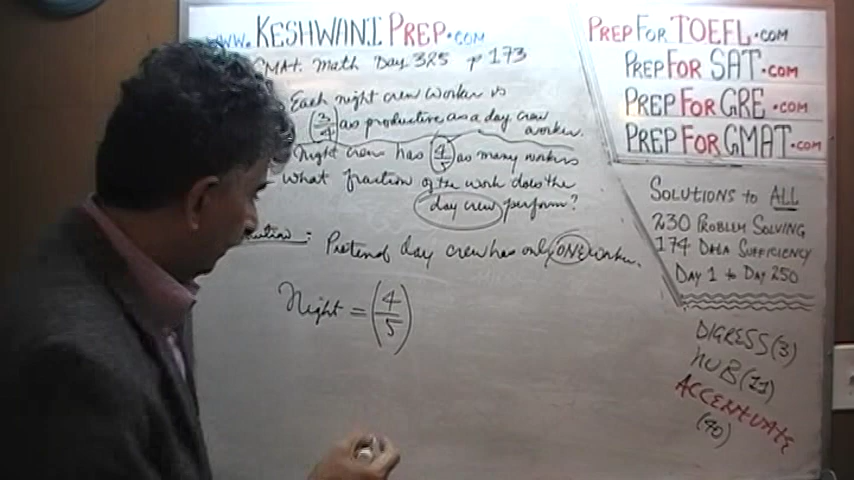 WWW.KESHWANIPREP.COM
GMAT. Math Day 325 p 173
Each night crew worker is
(3/4) as productive as a day crew
worker.
Night crew has (4/5) as many workers
what fraction of the work does the
day crew perform?
: Pretend day crew has only ONE worker.
Night = (4/5)
PREPFORTOEFL.COM
PREPFORSAT.COM
PREPFORGRE.COM
PREPFORGMAT.COM
SOLUTIONS TO ALL
230 PROBLEM SOLVING
174 DATA SUFFICIENCY
DAY 1 to DAY 250
DIGRESS(3)
HUB(11)
ACCENTUATE
(40)